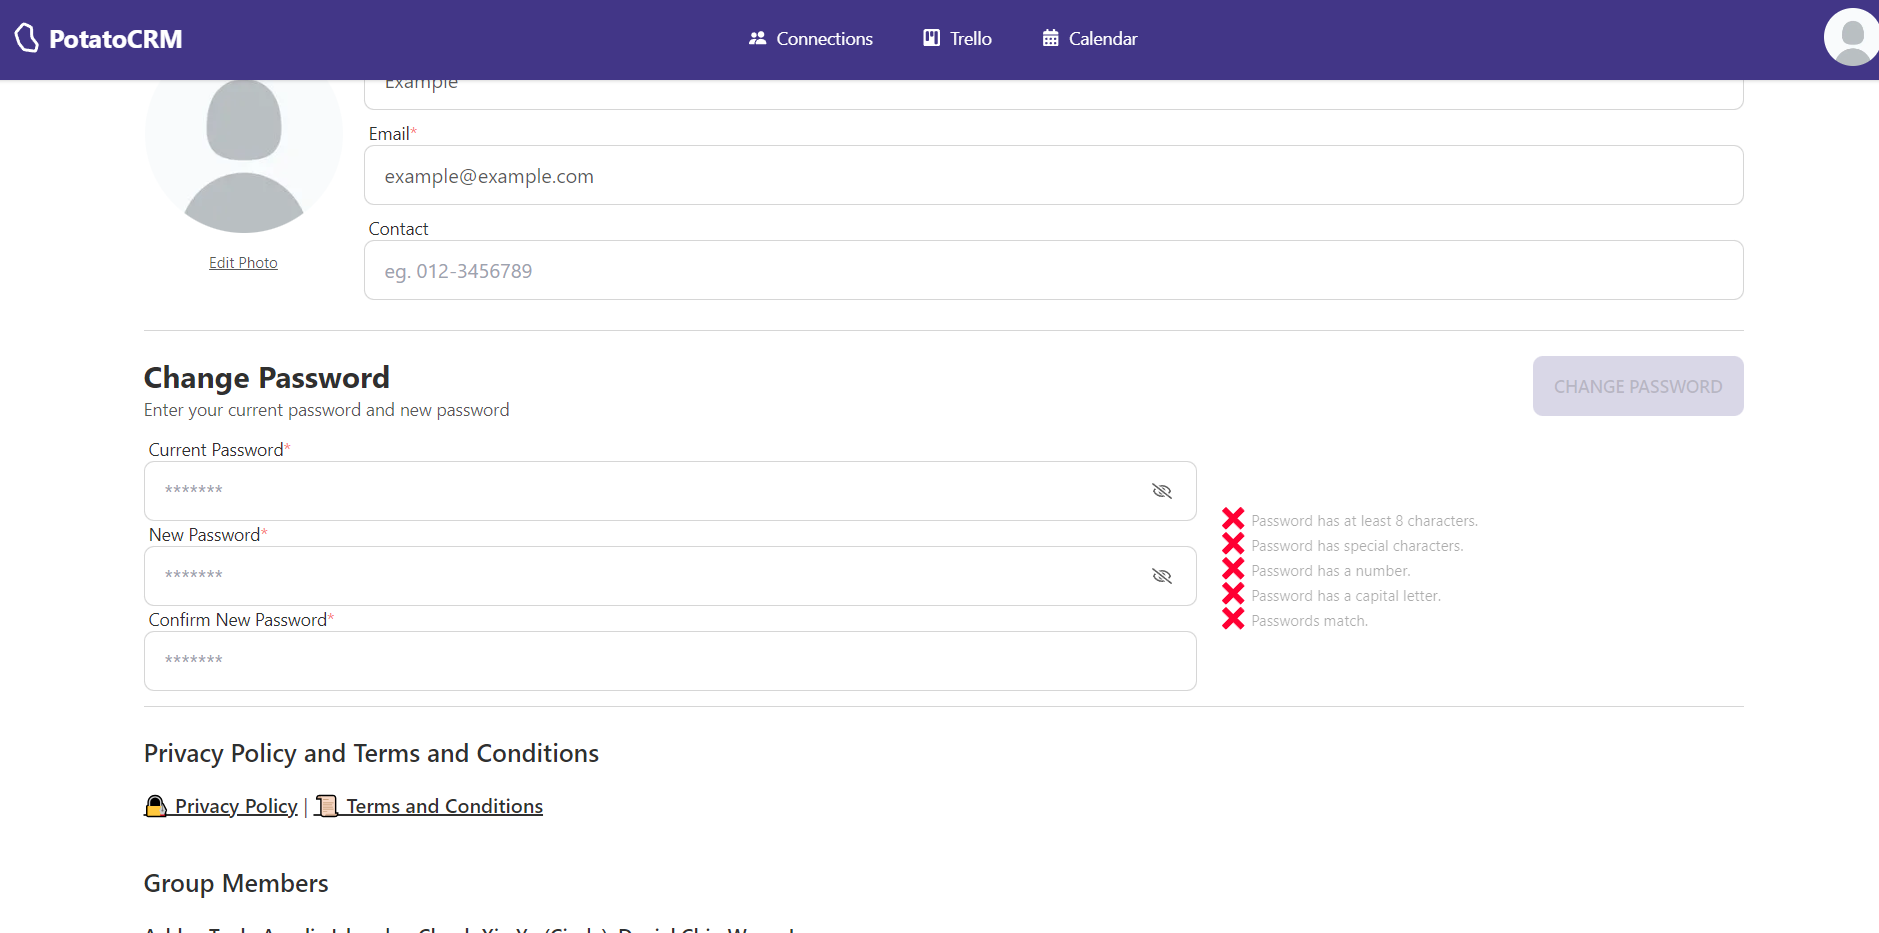 PotatoCRM
Connections
Trello
Calendar
Example
Email*
example@example.com
Contact
eg. 012-3456789
Edit Photo
Change Password
CHANGE PASSWORD
Enter your current password and new password
Current Password*
*******
New Password*
*******
Confirm New Password*
*******
Password has at least 8 characters.
Password has special characters.
Password has a number.
Password has a capital letter.
Passwords match.
Privacy Policy and Terms and Conditions
Privacy Policy | Terms and Conditions
Group Members